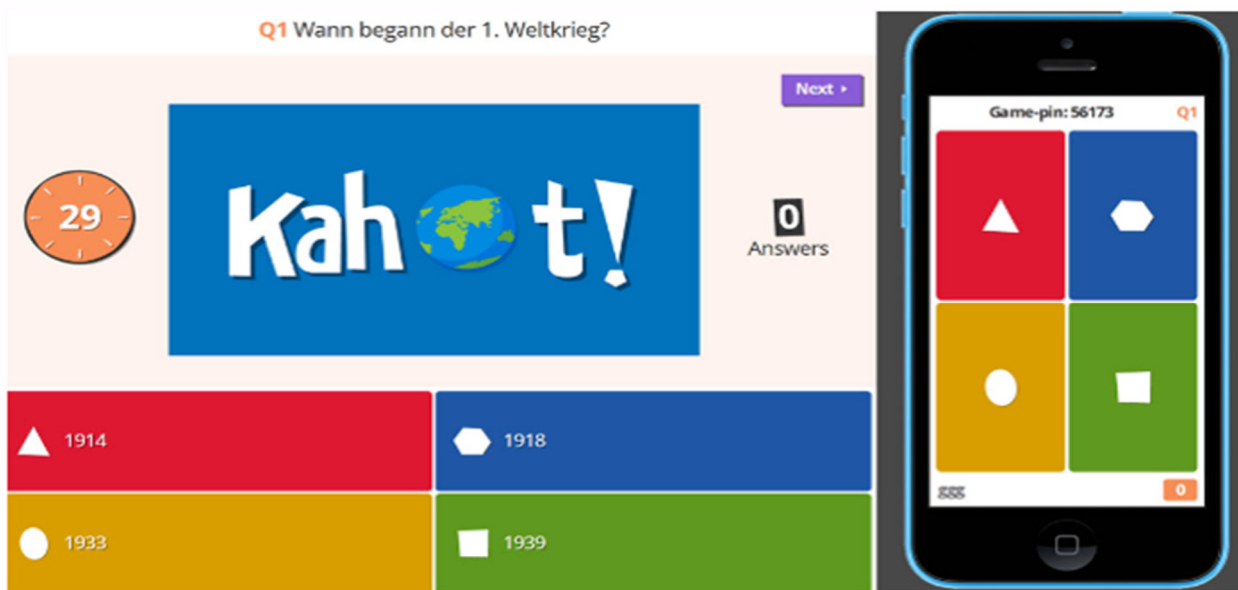 Q1 Wann begann der 1. Weltkrieg?
Next
29
Kahoot!
0
Answers
1914
1918
1933
1939
Game-pin: 56173 Q1
ggg
0